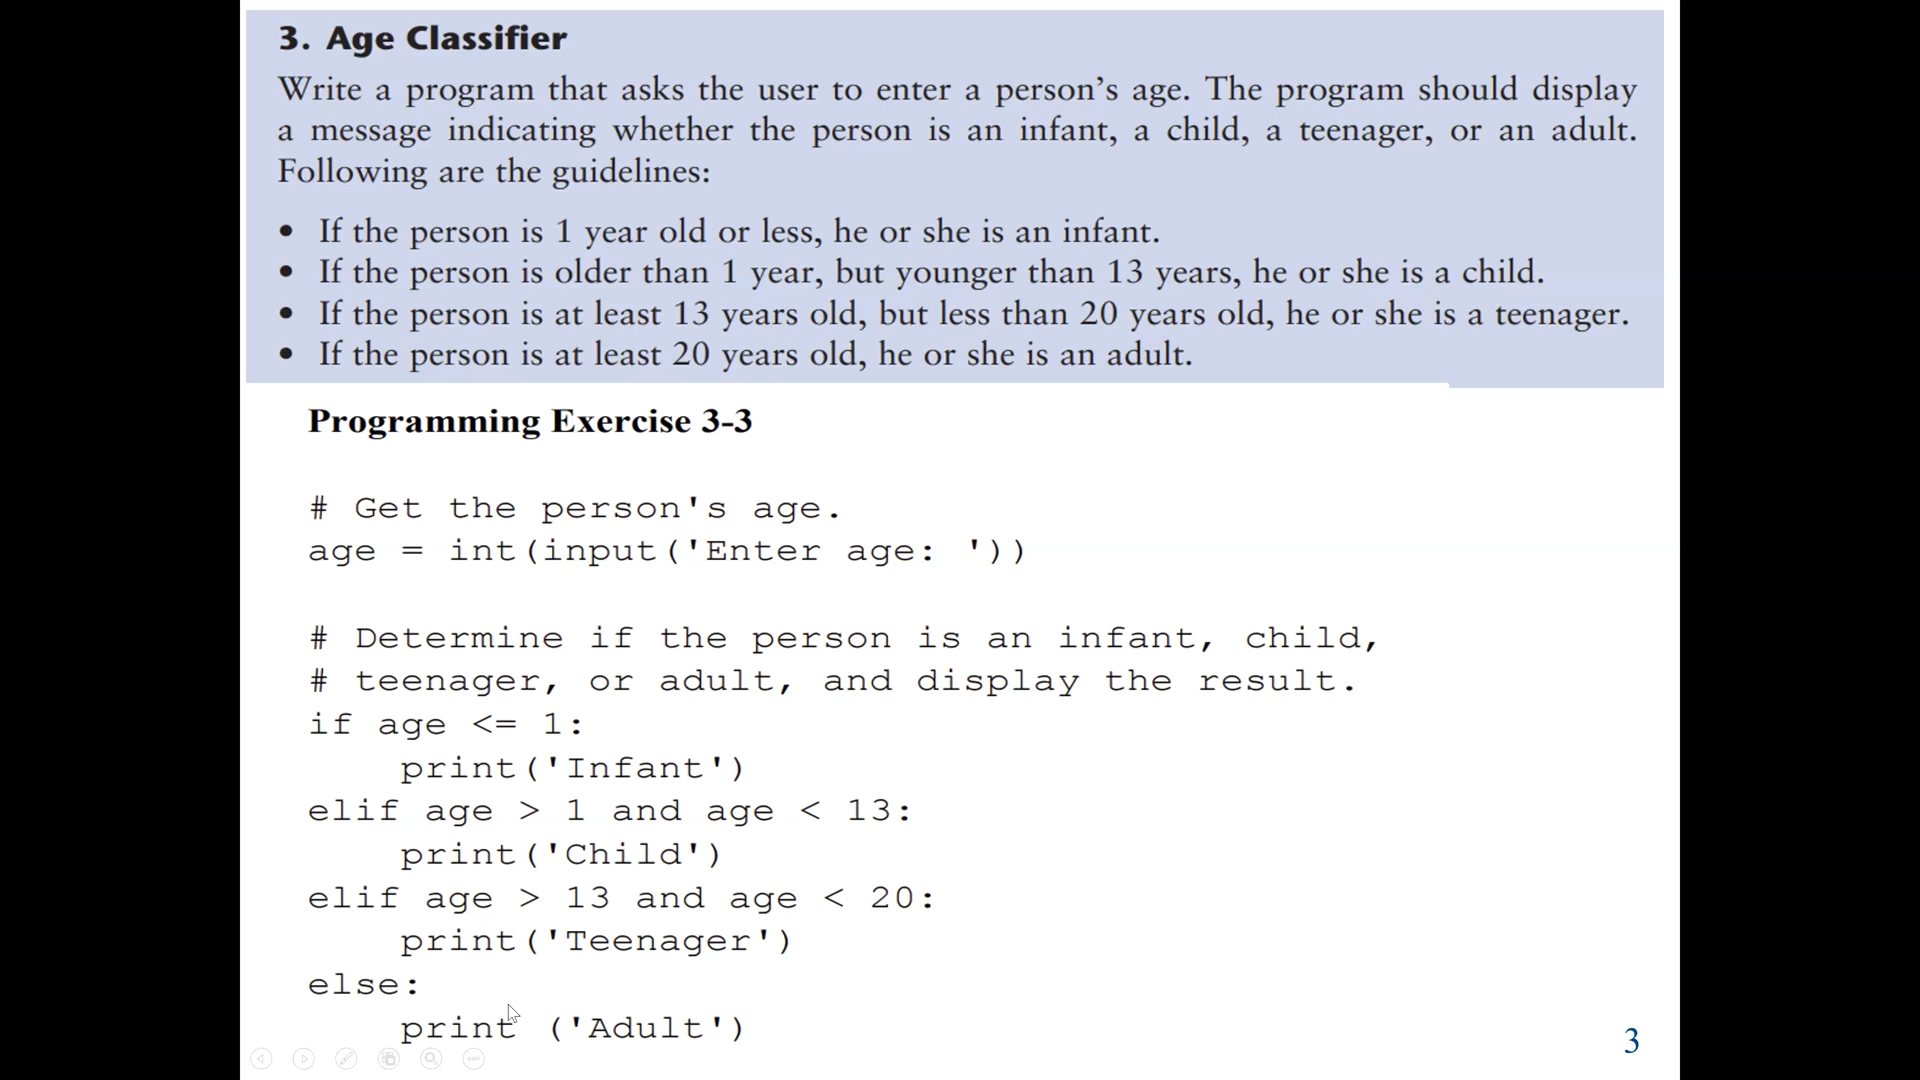 3. Age Classifier
Write a program that asks the user to enter a person’s age. The program should display
a message indicating whether the person is an infant, a child, a teenager, or an adult.
Following are the guidelines:
• If the person is 1 year old or less, he or she is an infant.
• If the person is older than 1 year, but younger than 13 years, he or she is a child.
• If the person is at least 13 years old, but less than 20 years old, he or she is a teenager.
• If the person is at least 20 years old, he or she is an adult.
Programming Exercise 3-3
# Get the person's age.
age = int(input('Enter age: '))
# Determine if the person is an infant, child,
# teenager, or adult, and display the result.
if age <= 1:
    print('Infant')
elif age > 1 and age < 13:
    print('Child')
elif age > 13 and age < 20:
    print('Teenager')
else:
    print ('Adult')
3